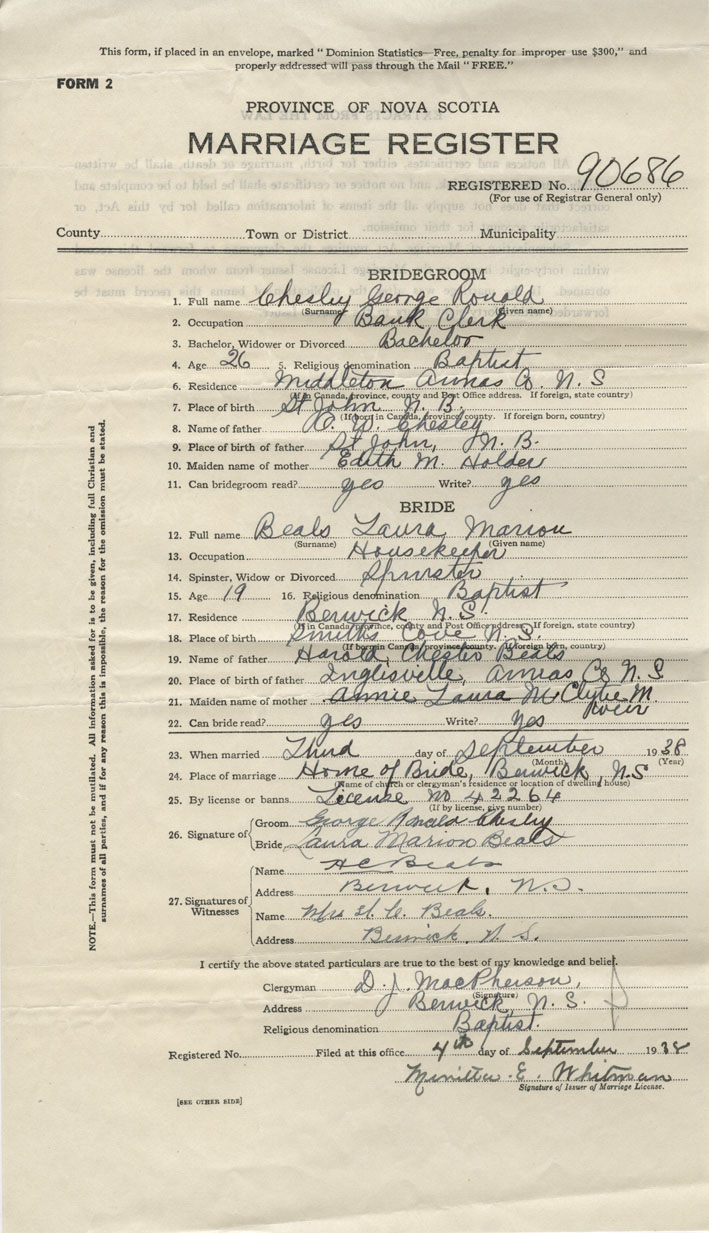 This form, if placed in an envelope, marked "Dominion Statistics—Free, penalty for improper use $300," and
properly addressed will pass through the Mail "FREE."
FORM 2
PROVINCE OF NOVA SCOTIA
MARRIAGE REGISTER
REGISTERED No. 90686
(For use of Registrar General only)
County Town or District Municipality
BRIDEGROOM
1. Full name Chesley George Ronald
(Surname) (Given name)
2. Occupation Bank Clerk
3. Bachelor, Widower or Divorced Bachelor
4. Age 26 5. Religious denomination Baptist
6. Residence Middleton Annas Co. N. S
(If in Canada, province, county and Post Office address. If foreign, state country)
7. Place of birth St John N. B.
(If born in Canada, province, county. If foreign born, country)
8. Name of father W. Chesley
9. Place of birth of father St John, N. B.
10. Maiden name of mother Edith M. Holder
11. Can bridegroom read? yes Write? yes
BRIDE
12. Full name Beals Laura Marion
(Surname) (Given name)
13. Occupation Housekeeper
14. Spinster, Widow or Divorced Spinster
15. Age 19 16. Religious denomination Baptist
17. Residence Berwick N. S.
(If in Canada, province, county and Post Office address. If foreign, state country)
18. Place of birth Smiths Cove N. S.
(If born in Canada, province, county. If foreign born, country)
19. Name of father Harold Chester Beals
20. Place of birth of father Inglesville, Annas Co N. S
21. Maiden name of mother Annie Laura
22. Can bride read? yes Write? yes
23. When married Third day of September 1938
(Month) (Year)
24. Place of marriage Home of Bride, Berwick, N.S
(Name of church or clergyman's residence or location of dwelling house)
25. By license or banns License no 42264
(If by license, give number)
26. Signature of Groom George Ronald Chesley
Bride Laura Marion Beals
27. Signatures of Witnesses
Name H C Beals
Address Berwick, N.S.
Name Mrs H. C. Beals.
Address Berwick, N. S.
I certify the above stated particulars are true to the best of my knowledge and belief.
Clergyman D. J. MacPherson,
(Signature)
Address Berwick, N. S.
Religious denomination Baptist.
Registered No. Filed at this office 4th day of September 1938
E. Whitman
Signature of Issuer of Marriage License.
[SEE OTHER SIDE]
NOTE.—This form must not be mutilated. All information asked for is to be given, including full Christian and
surnames of all parties, and if for any reason this is impossible, the reason for the omission must be stated.